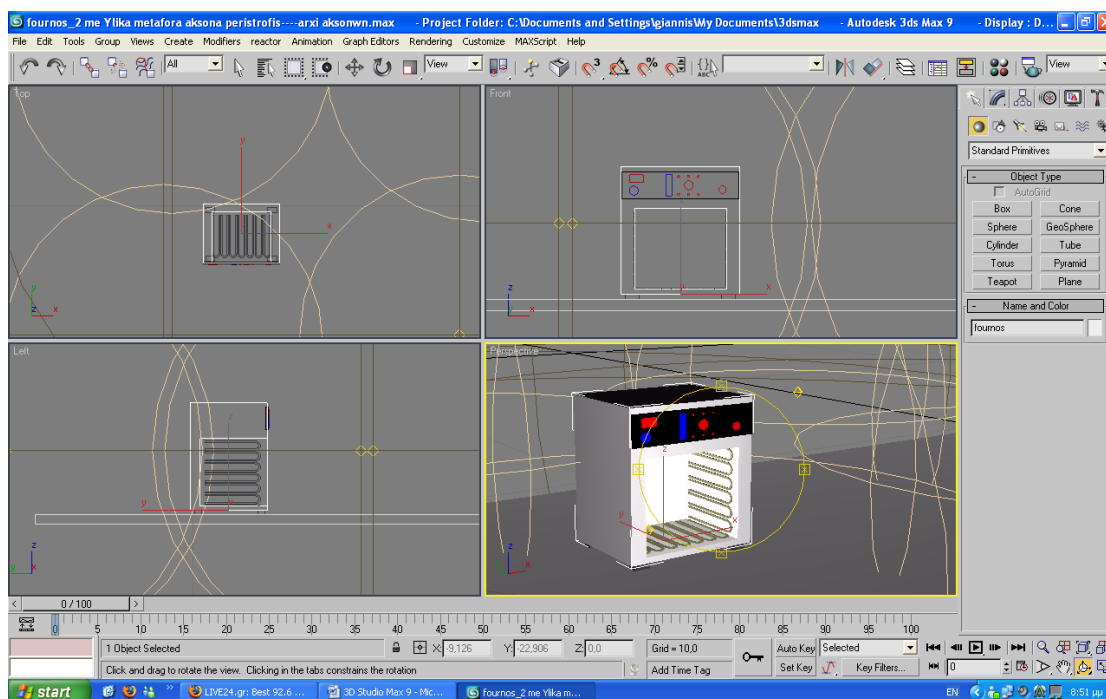 fournos_2 me Ylika metafora aksona peristrofis----arxi aksonwn.max - Project Folder: C:\Documents and Settings\giannis\My Documents\3dsmax - Autodesk 3ds Max 9 - Display : D...
File Edit Tools Group Views Create Modifiers reactor Animation Graph Editors Rendering Customize MAXScript Help
All View View
Top
Front
Left
Perspective
Standard Primitives
Object Type
AutoGrid
Box Cone
Sphere GeoSphere
Cylinder Tube
Torus Pyramid
Teapot Plane
Name and Color
fournos
0 / 100
0 5 10 15 20 25 30 35 40 45 50 55 60 65 70 75 80 85 90 95 100
1 Object Selected X: -9,126 Y: -22,906 Z: 0,0 Grid = 10,0 Auto Key Selected
Click and drag to rotate the view. Clicking in the tabs constrains the rotation Add Time Tag Set Key Key Filters... 0
start LIVE24.gr: Best 92.6 ... 3D Studio Max 9 - Mic... fournos_2 me Ylika m... EN 8:51 μμ